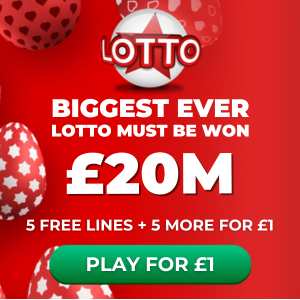 LOTTO
BIGGEST EVER
LOTTO MUST BE WON
£20M
5 FREE LINES + 5 MORE FOR £1
PLAY FOR £1